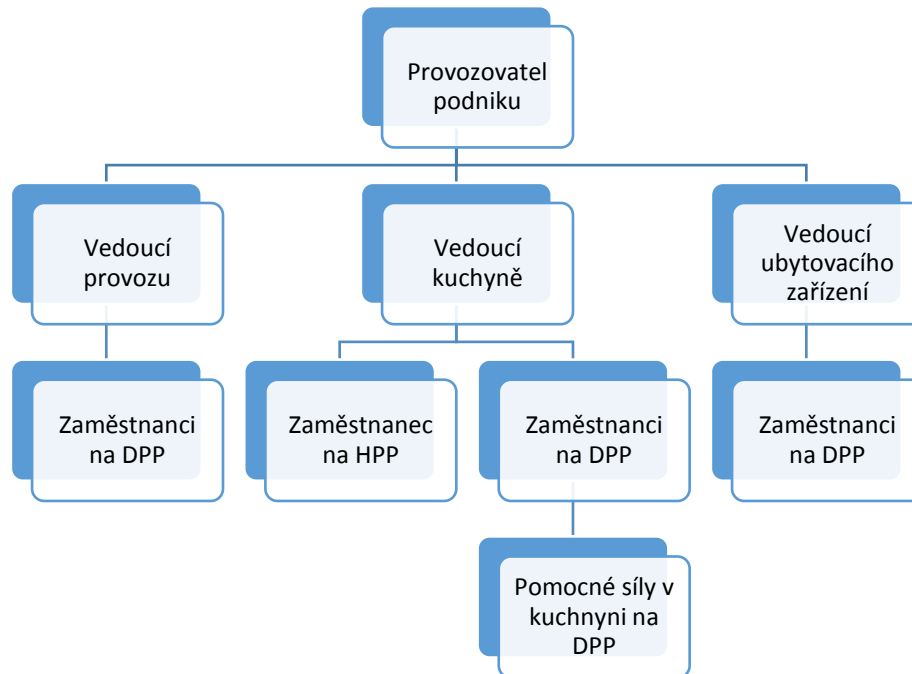 Provozovatel
podniku
Vedoucí
provozu
Vedoucí
kuchyně
Vedoucí
ubytovacího
zařízení
Zaměstnanci
na DPP
Zaměstnanec
na HPP
Zaměstnanci
na DPP
Zaměstnanci
na DPP
Pomocné síly v
kuchnyni na
DPP